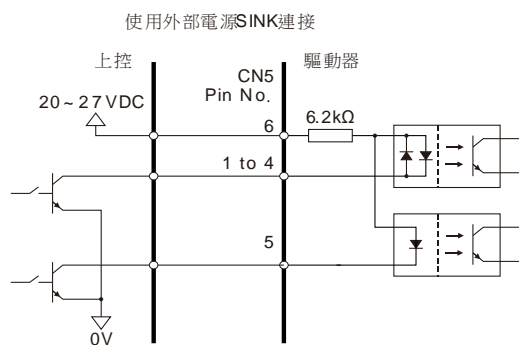 使用外部電源SINK連接
上控
CN5
Pin No.
驅動器
20~27VDC
6
6.2kΩ
1 to 4
5
0V